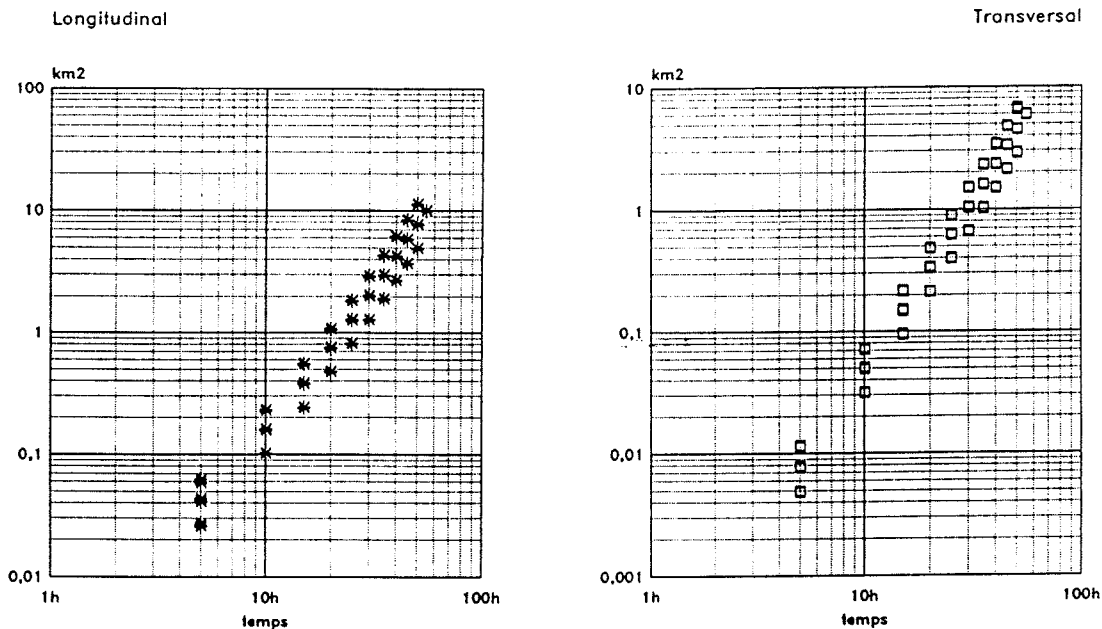 Longitudinal
Transversal
km2
100
10
1
0,1
0,01
1h
10h
100h
temps
km2
10
1
0,1
0,01
0,001
1h
10h
100h
temps